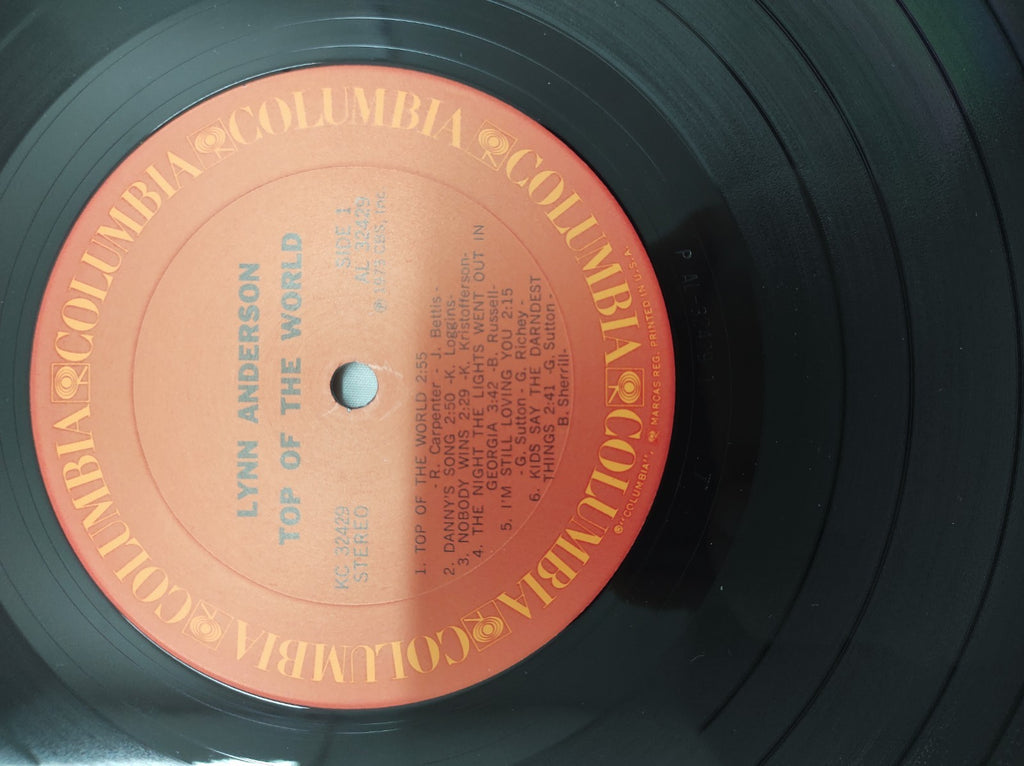 LYNN ANDERSON
TOP OF THE WORLD
KC 32429 SIDE 1
STEREO AL 32429
℗ 1973 CBS, Inc.
1. TOP OF THE WORLD 2:55
- R. Carpenter - J. Bettis -
2. DANNY'S SONG 2:50 -K. Loggins-
3. NOBODY WINS 2:29 -K. Kristofferson-
4. THE NIGHT THE LIGHTS WENT OUT IN
GEORGIA 3:42 -B. Russell-
5. I'M STILL LOVING YOU 2:15
- G. Sutton - G. Richey -
6. KIDS SAY THE DARNDEST
THINGS 2:41 -G. Sutton -
B. Sherrill-
COLUMBIA COLUMBIA COLUMBIA COLUMBIA COLUMBIA COLUMBIA
®"COLUMBIA", MARCAS REG. PRINTED IN U.S.A.